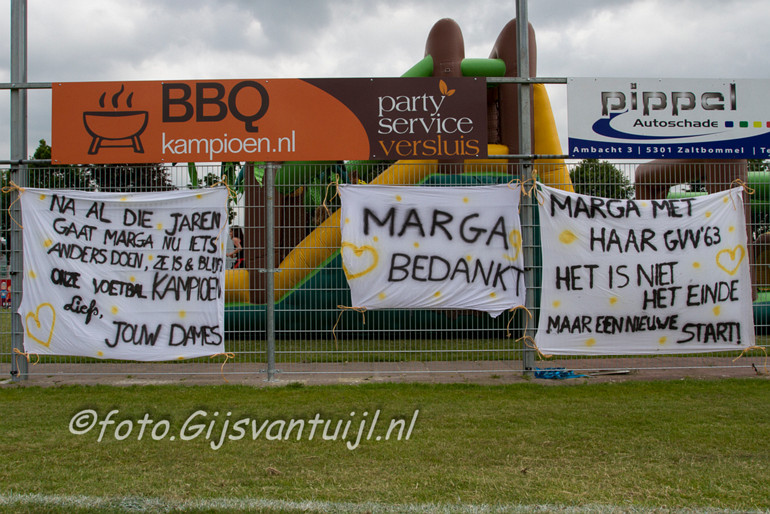 BBQ
kampioen.nl
party
service
versluis
pippel
Autoschade
Ambacht 3 | 5301 Zaltbommel | Te
NA AL DIE JAREN
GAAT MARGA NU IETS
ANDERS DOEN, ZE IS & BLIJFT
ONZE VOETBAL KAMPIOEN
Liefs,
JOUW DAMES
MARGA
BEDANKT
MARGA MET
HAAR GVV'63
HET IS NIET
HET EINDE
MAAR EEN NIEUWE START!
©foto.Gijsvantuijl.nl